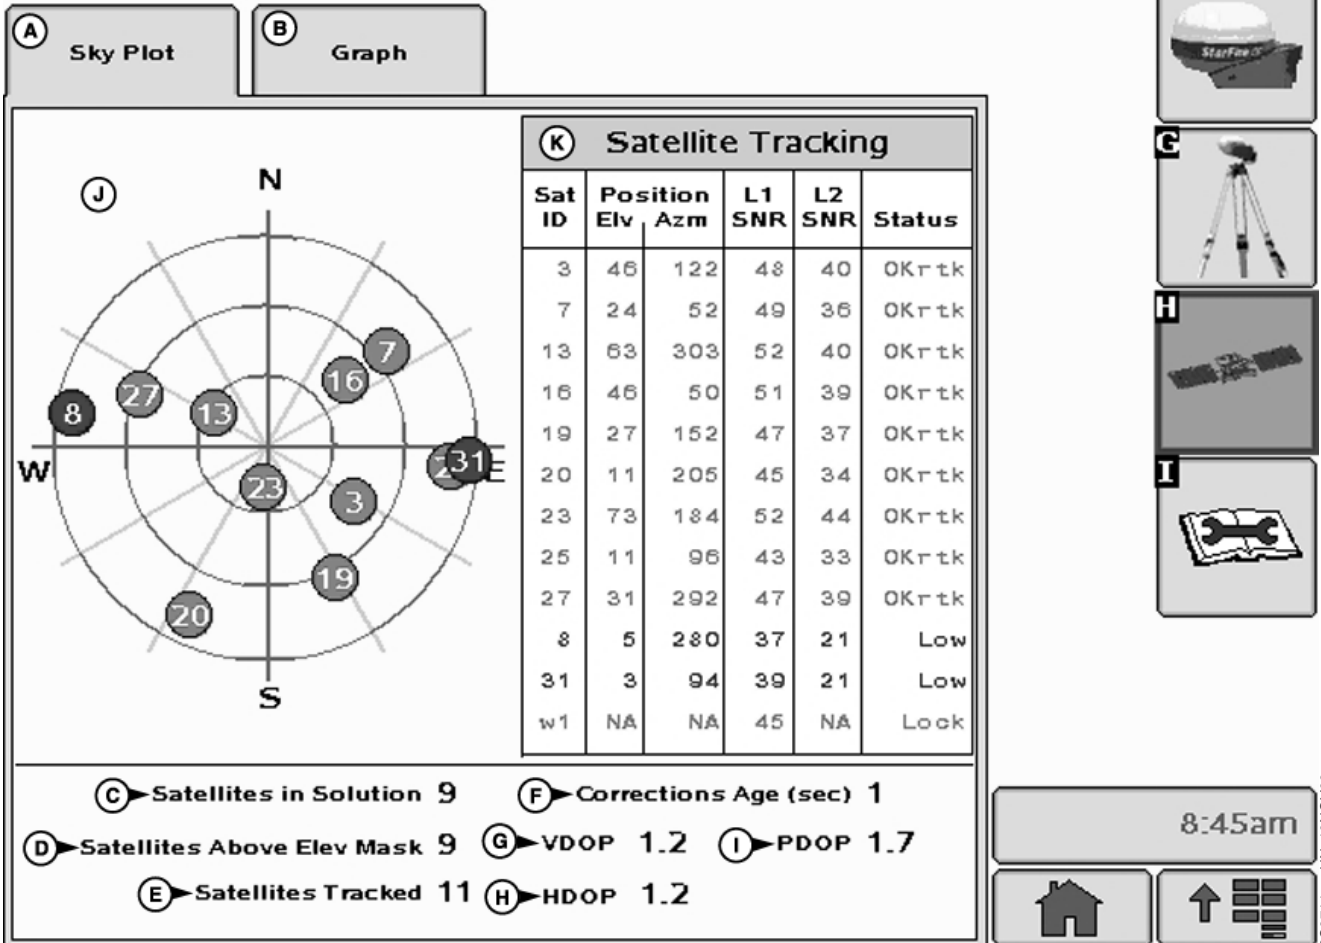 A
Sky Plot
B
Graph
StarFire
G
H
I
J
N
W
E
S
7
16
27
13
8
31
23
3
19
20
K Satellite Tracking
Sat ID Position Elv Azm L1 SNR L2 SNR Status
3 46 122 48 40 OKrtk
7 24 52 49 36 OKrtk
13 63 303 52 40 OKrtk
16 46 50 51 39 OKrtk
19 27 152 47 37 OKrtk
20 11 205 45 34 OKrtk
23 73 184 52 44 OKrtk
25 11 96 43 33 OKrtk
27 31 292 47 39 OKrtk
8 5 280 37 21 Low
31 3 94 39 21 Low
w1 NA NA 45 NA Lock
C Satellites in Solution 9
F Corrections Age (sec) 1
D Satellites Above Elev Mask 9
G VDOP 1.2
I PDOP 1.7
E Satellites Tracked 11
H HDOP 1.2
8:45am